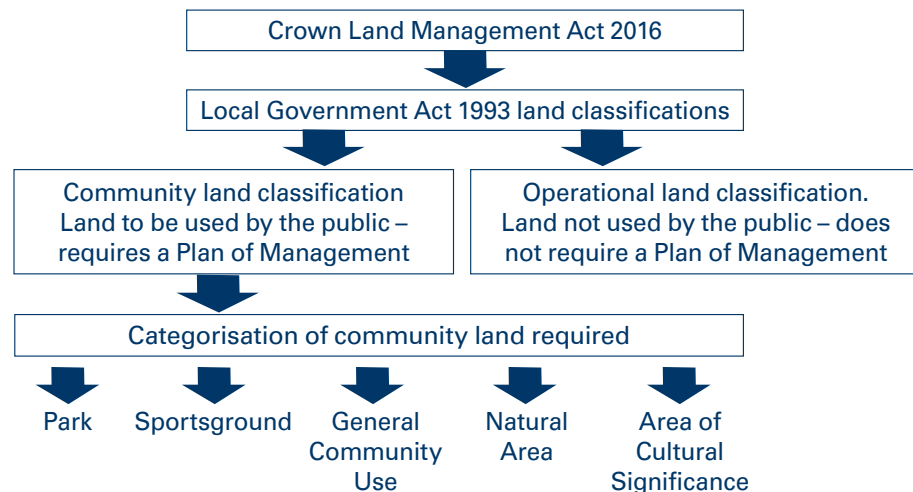 Crown Land Management Act 2016
Local Government Act 1993 land classifications
Community land classification
Land to be used by the public –
requires a Plan of Management
Operational land classification.
Land not used by the public – does
not require a Plan of Management
Categorisation of community land required
Park
Sportsground
General
Community
Use
Natural
Area
Area of
Cultural
Significance